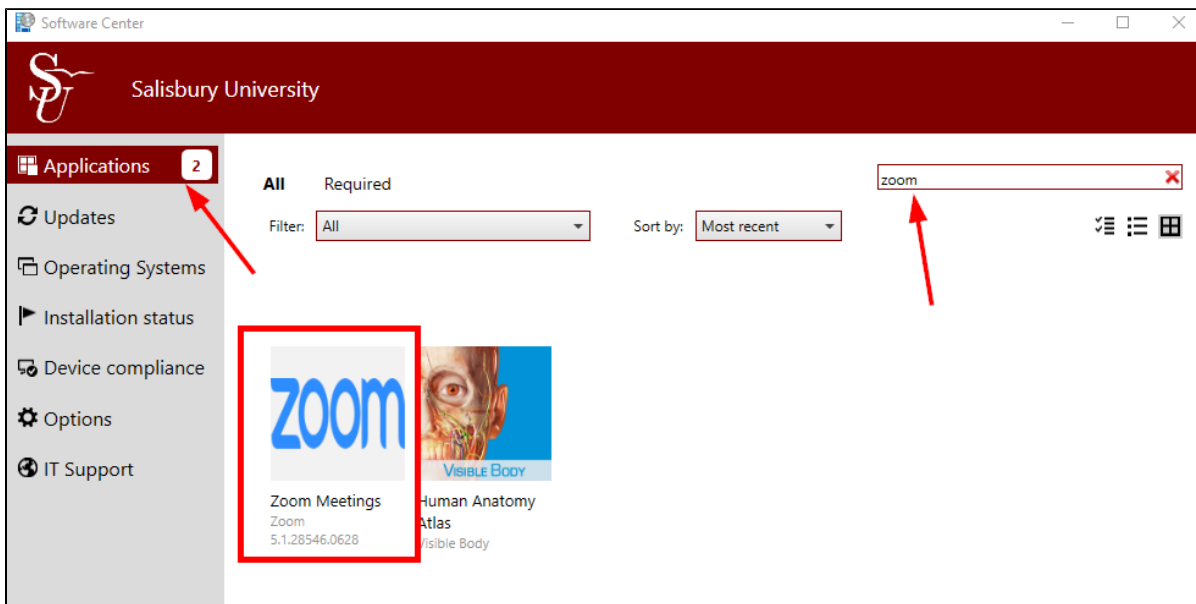 Software Center
SU
Salisbury University
Applications 2
Updates
Operating Systems
Installation status
Device compliance
Options
IT Support
All Required
zoom
Filter: All Sort by: Most recent
zoom
VISIBLE BODY
Zoom Meetings
Zoom
5.1.28546.0628
Human Anatomy
Atlas
Visible Body